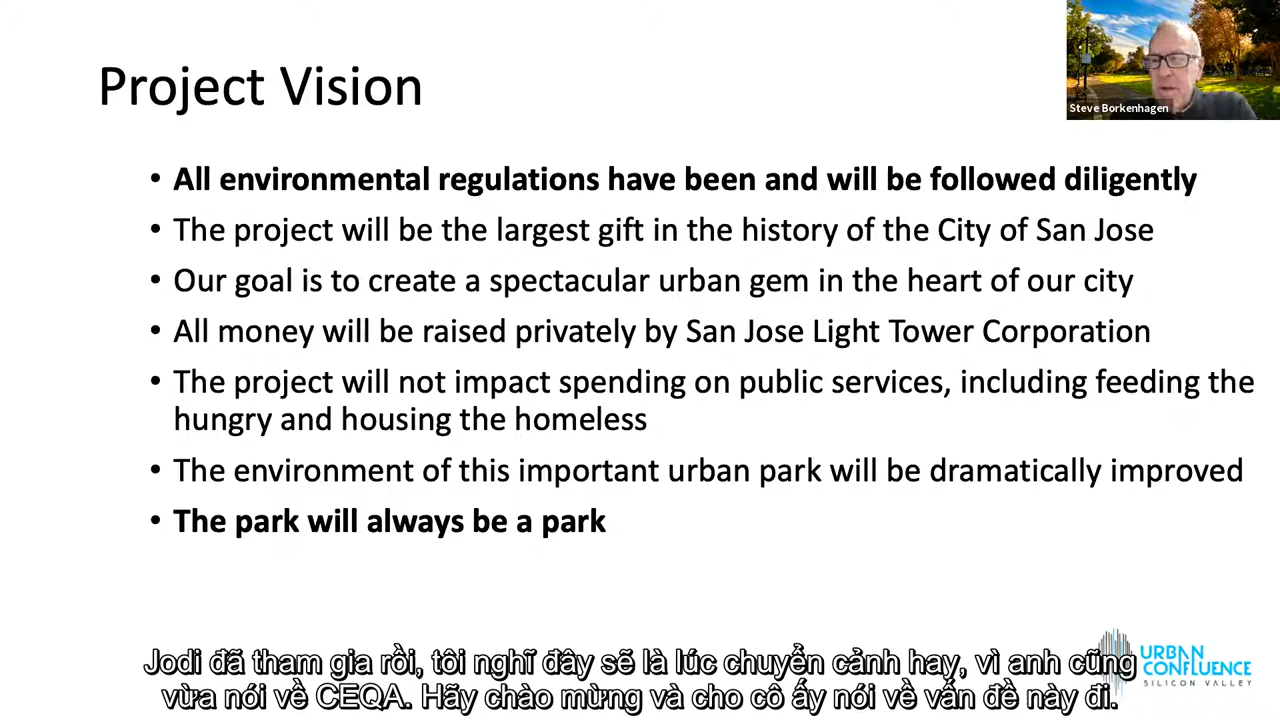 Steve Borkenhagen
Project Vision
• All environmental regulations have been and will be followed diligently
• The project will be the largest gift in the history of the City of San Jose
• Our goal is to create a spectacular urban gem in the heart of our city
• All money will be raised privately by San Jose Light Tower Corporation
• The project will not impact spending on public services, including feeding the
hungry and housing the homeless
• The environment of this important urban park will be dramatically improved
• The park will always be a park
Jodi đã tham gia rồi, tôi nghĩ đây sẽ là lúc chuyển cảnh hay, vì anh cũng
vừa nói về CEQA. Hãy chào mừng và cho cô ấy nói về vấn đề này đi.
URBAN
CONFLUENCE
SILICON VALLEY